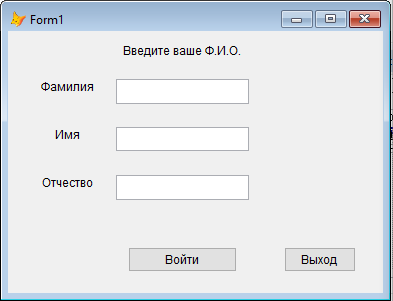 Form1
Введите ваше Ф.И.О.
Фамилия
Имя
Отчество
Войти Выход